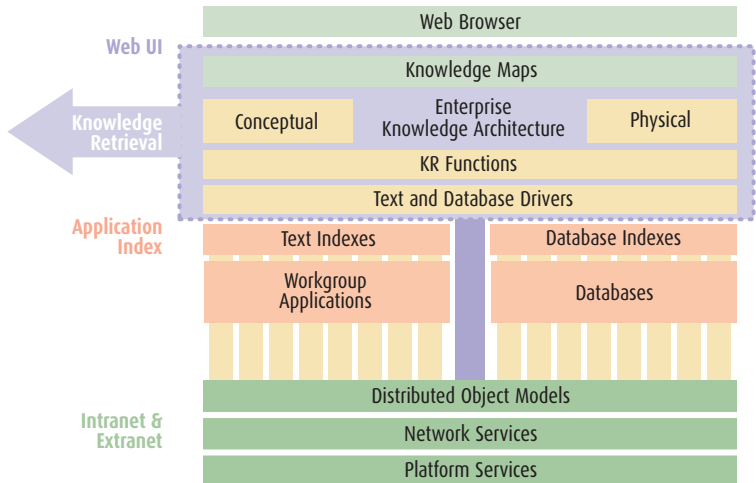 Web Browser
Web UI
Knowledge Maps
Knowledge
Retrieval
Conceptual
Enterprise
Knowledge Architecture
Physical
KR Functions
Text and Database Drivers
Application
Index
Text Indexes
Database Indexes
Workgroup
Applications
Databases
Distributed Object Models
Intranet &
Extranet
Network Services
Platform Services